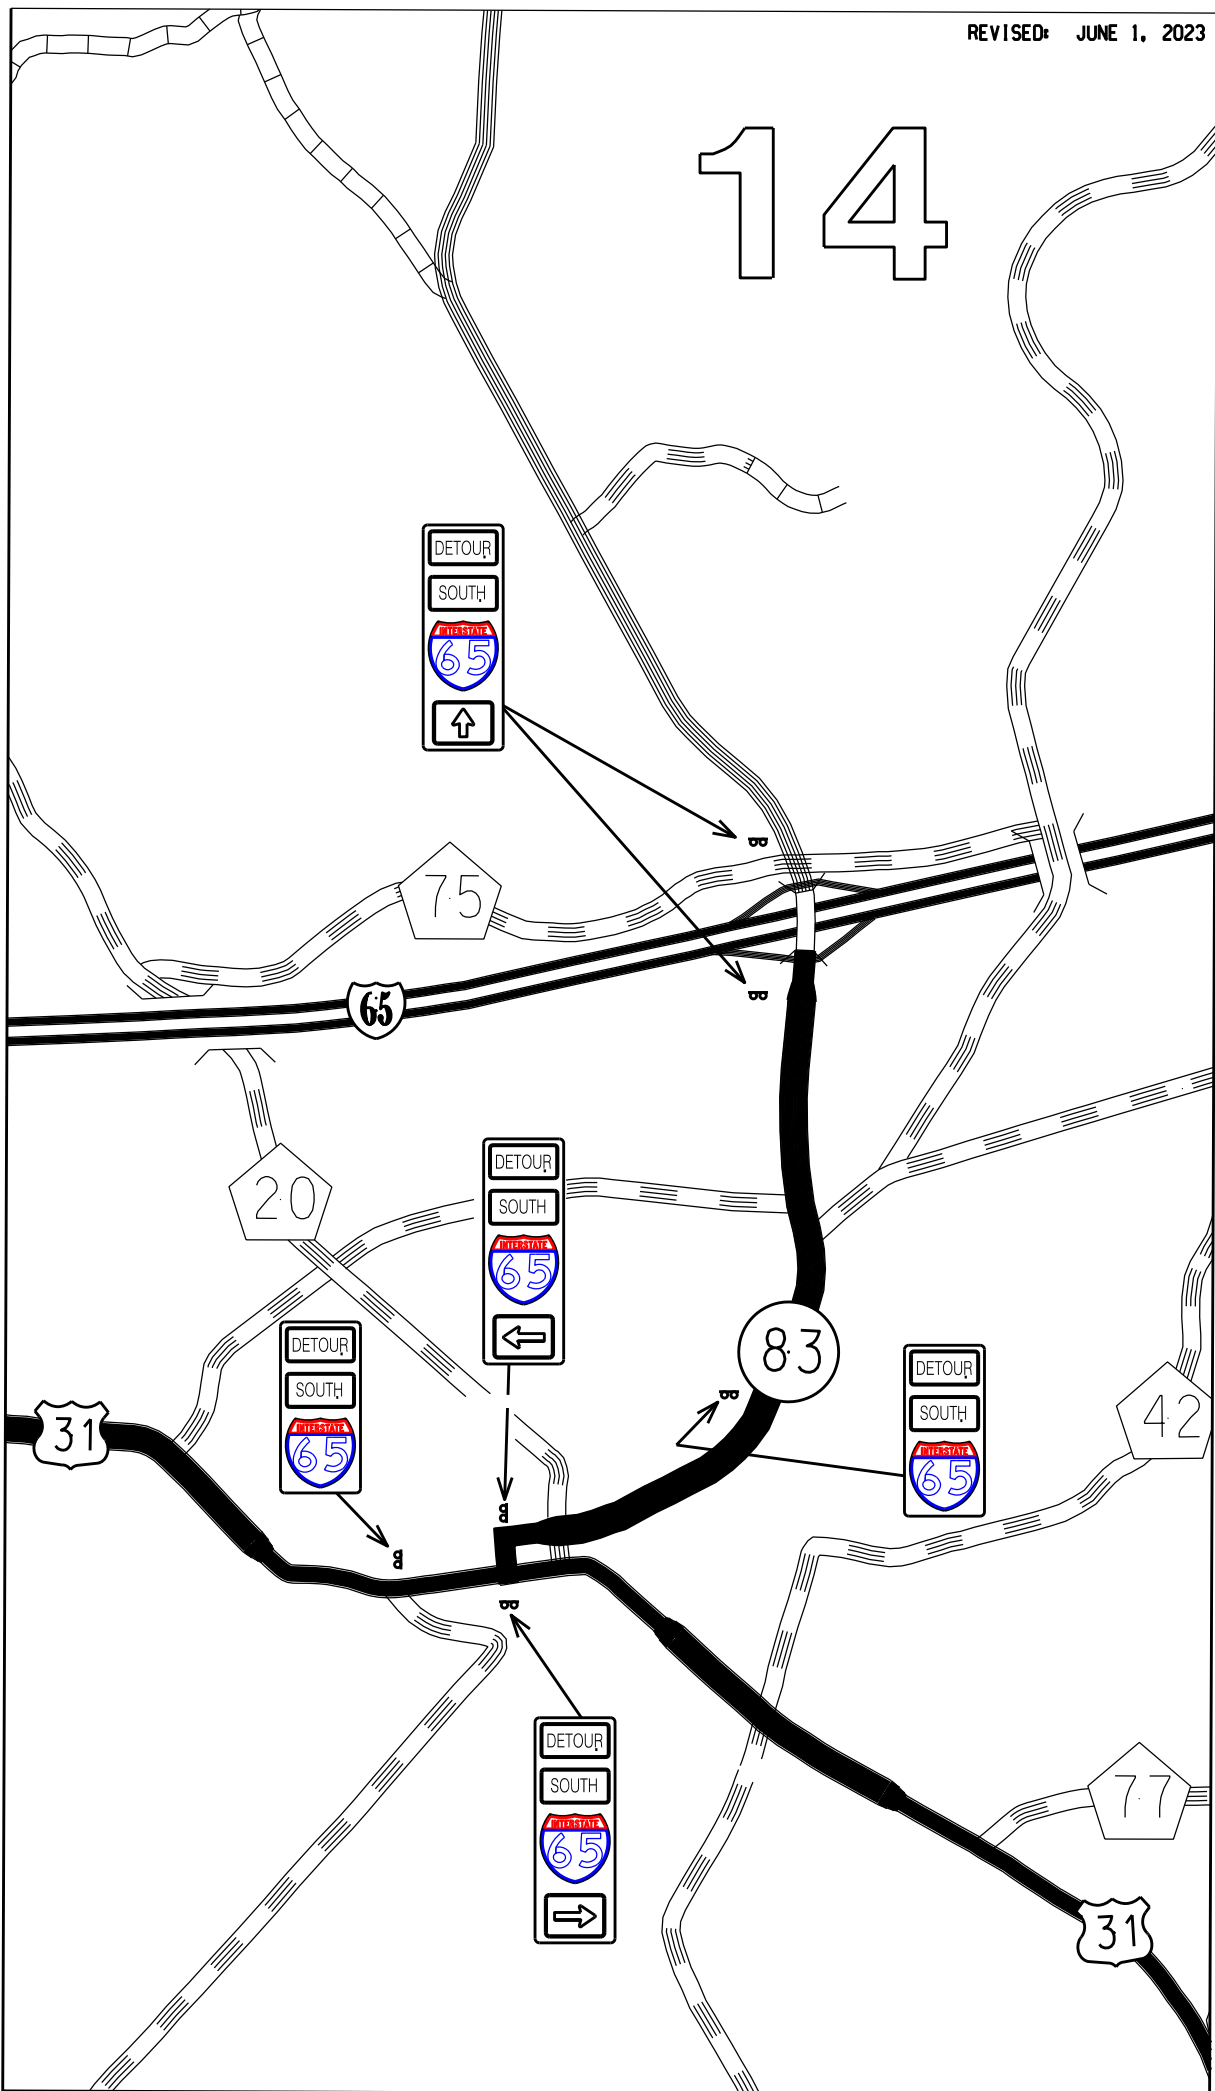 REVISED: JUNE 1, 2023
14
DETOUR
SOUTH
INTERSTATE
65
75
65
DETOUR
SOUTH
INTERSTATE
65
20
DETOUR
SOUTH
INTERSTATE
65
83
DETOUR
SOUTH
INTERSTATE
65
42
31
DETOUR
SOUTH
INTERSTATE
65
77
31